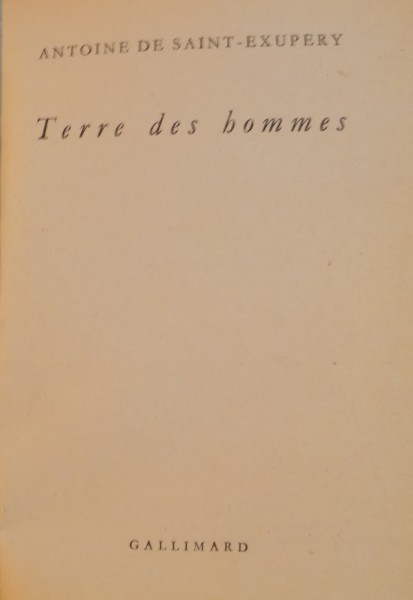 ANTOINE DE SAINT-EXUPERY
Terre des hommes
GALLIMARD